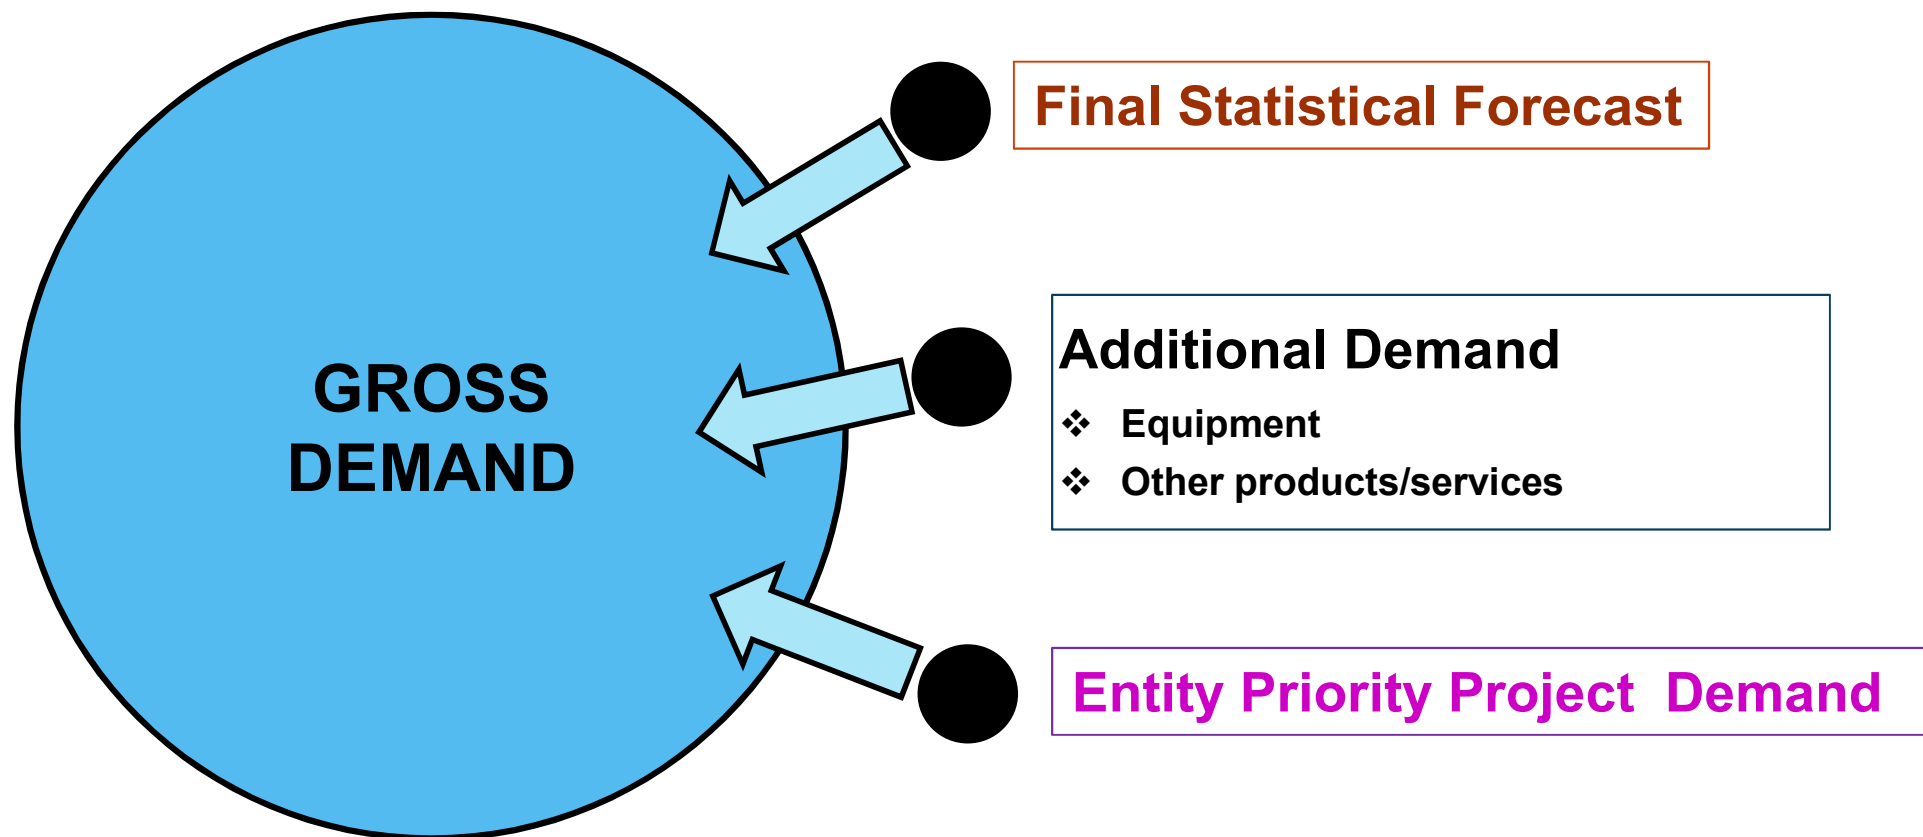 Final Statistical Forecast
GROSS
DEMAND
Additional Demand
❖ Equipment
❖ Other products/services
Entity Priority Project  Demand